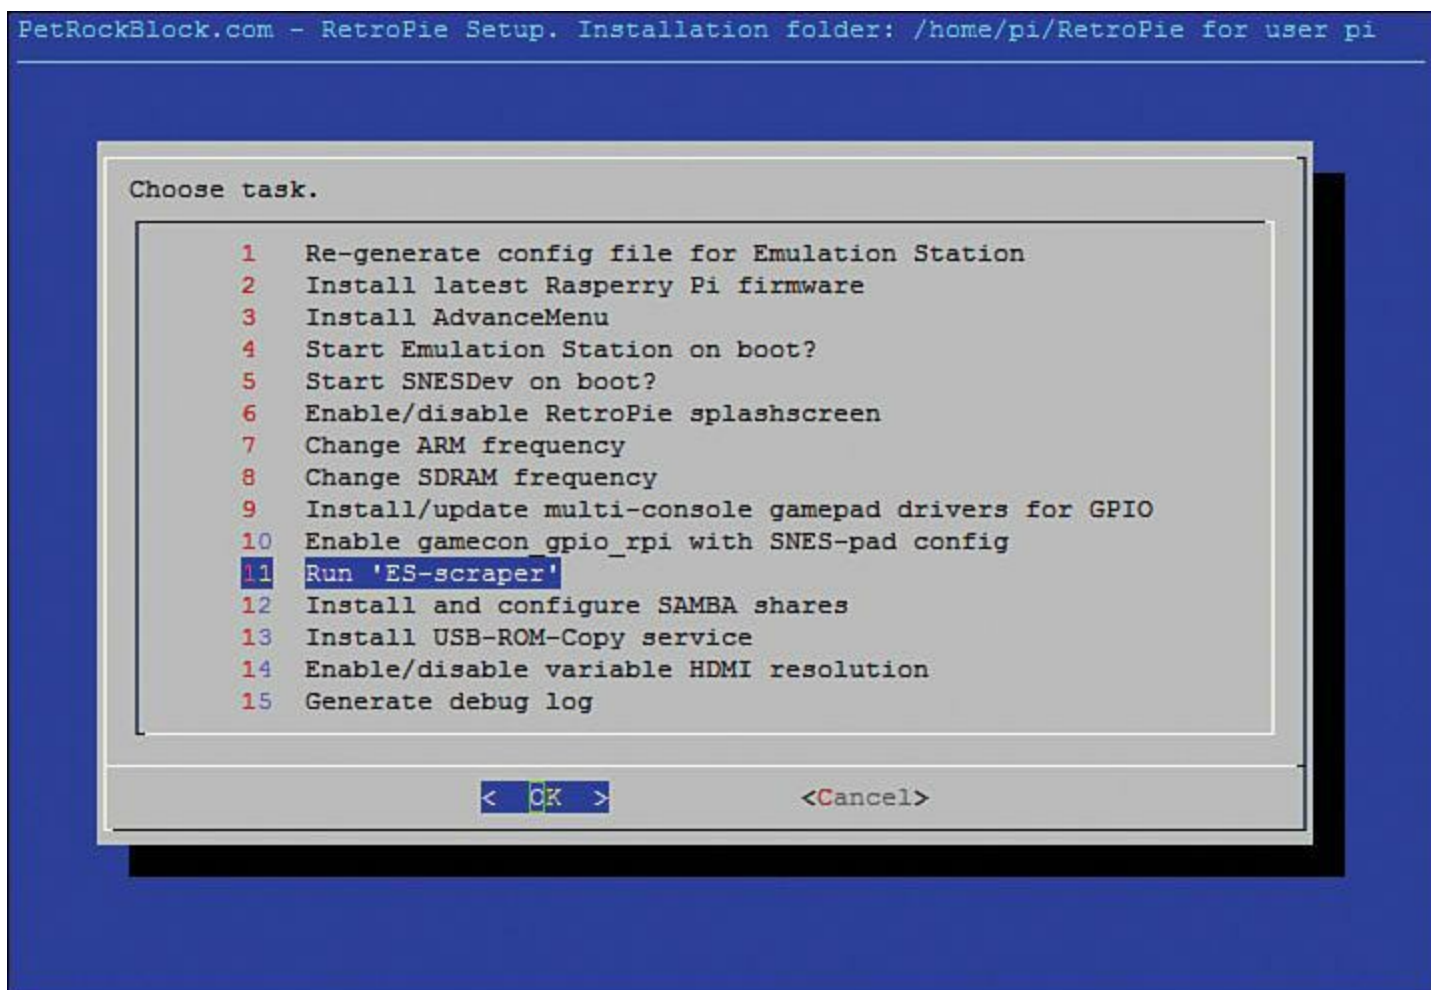 PetRockBlock.com - RetroPie Setup. Installation folder: /home/pi/RetroPie for user pi
Choose task.
1 Re-generate config file for Emulation Station
2 Install latest Rasperry Pi firmware
3 Install AdvanceMenu
4 Start Emulation Station on boot?
5 Start SNESDev on boot?
6 Enable/disable RetroPie splashscreen
7 Change ARM frequency
8 Change SDRAM frequency
9 Install/update multi-console gamepad drivers for GPIO
10 Enable gamecon_gpio_rpi with SNES-pad config
11 Run 'ES-scraper'
12 Install and configure SAMBA shares
13 Install USB-ROM-Copy service
14 Enable/disable variable HDMI resolution
15 Generate debug log
< OK > <Cancel>